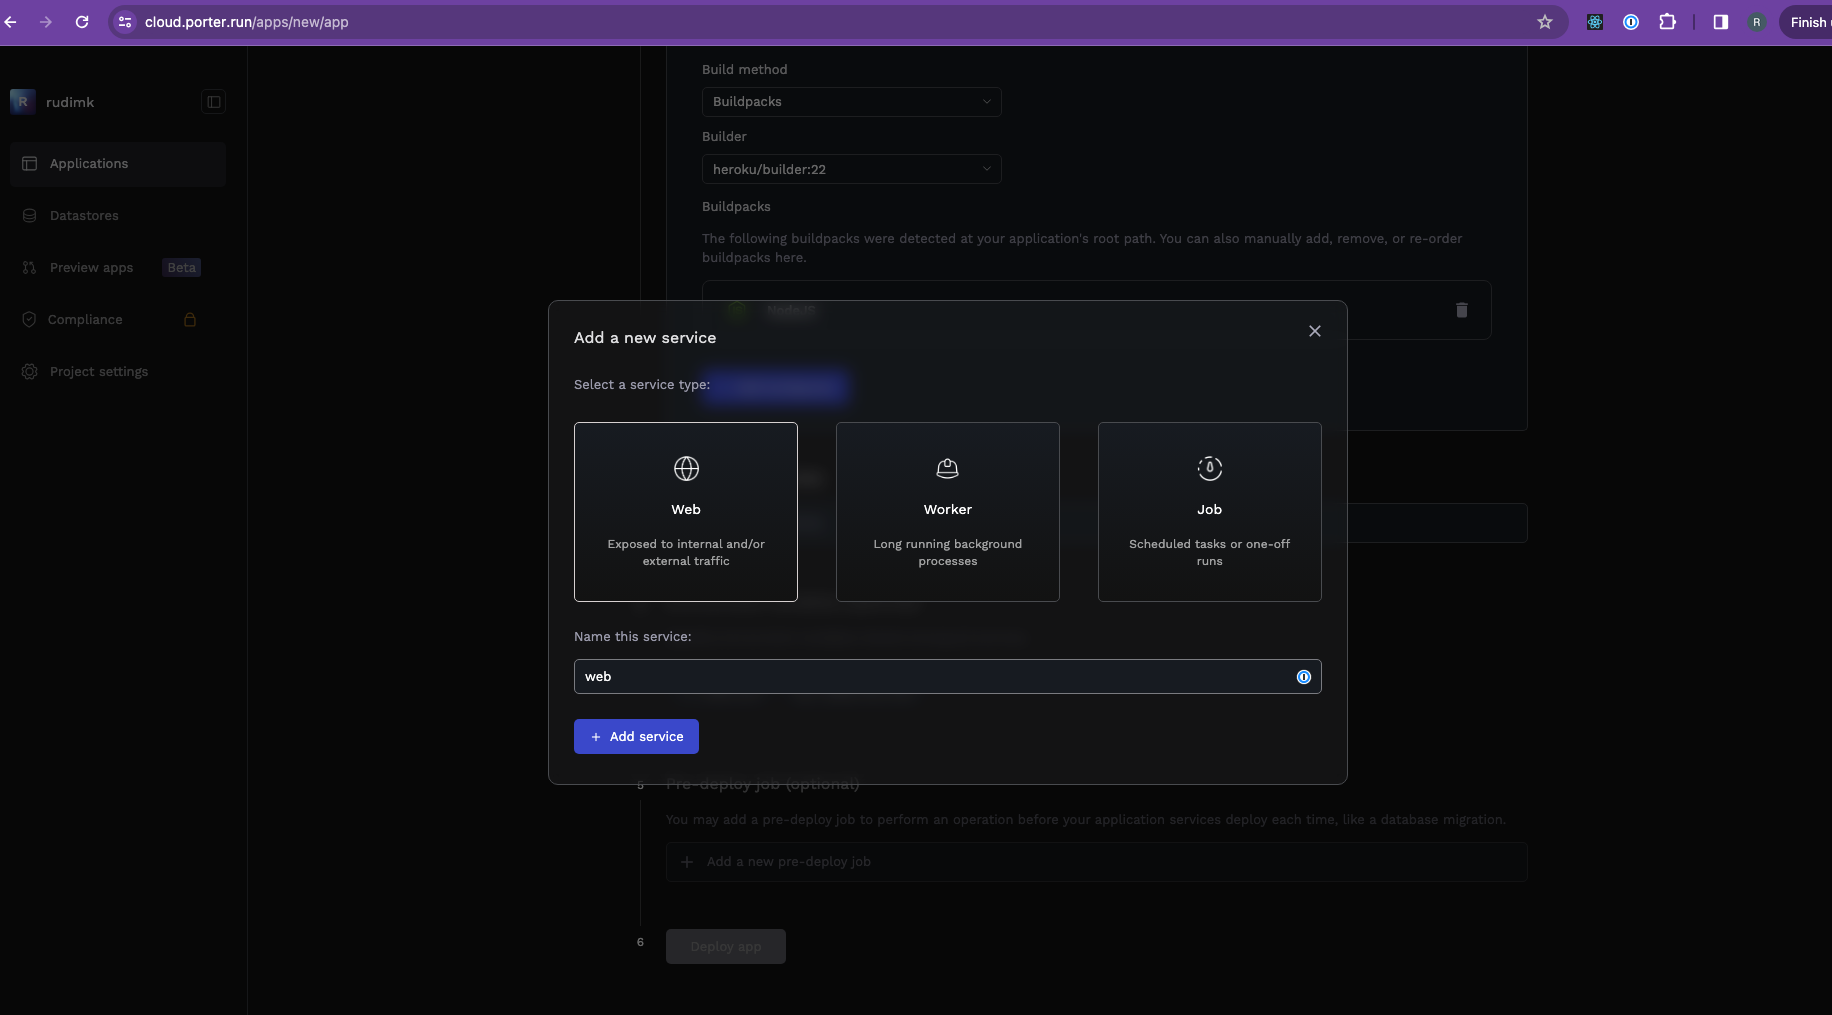 cloud.porter.run/apps/new/app
R
Finish
R
rudimk
Applications
Datastores
Preview apps
Beta
Compliance
Project settings
Build method
Buildpacks
Builder
heroku/builder:22
Buildpacks
The following buildpacks were detected at your application's root path. You can also manually add, remove, or re-order
buildpacks here.
NodeJS
Add a new service
Select a service type:
Web
Exposed to internal and/or
external traffic
Worker
Long running background
processes
Job
Scheduled tasks or one-off
runs
Name this service:
web
+ Add service
5
Pre-deploy job (optional)
You may add a pre-deploy job to perform an operation before your application services deploy each time, like a database migration.
+ Add a new pre-deploy job
6
Deploy app